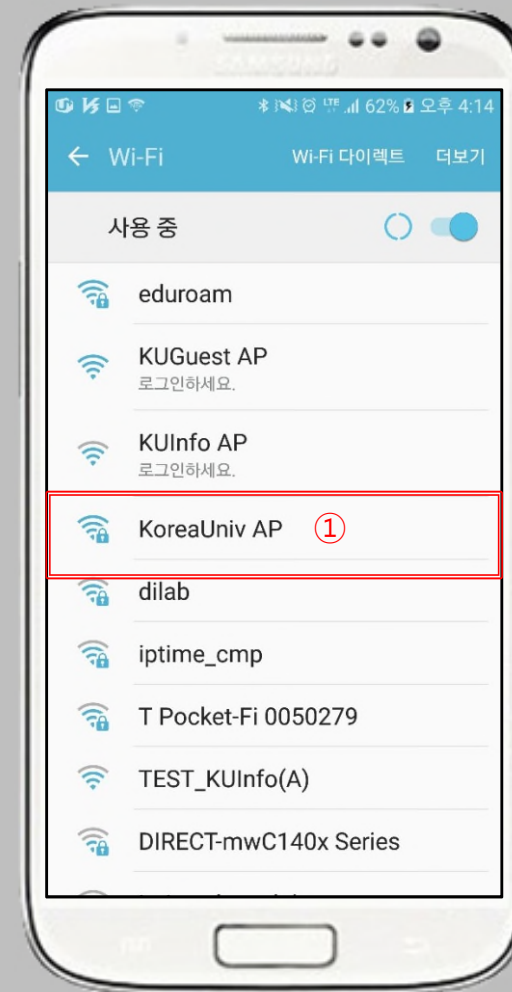 SAMSUNG
LTE 62% 오후 4:14
Wi-Fi Wi-Fi 다이렉트 더보기
사용 중
eduroam
KUGuest AP
로그인하세요.
KUInfo AP
로그인하세요.
KoreaUniv AP ①
dilab
iptime_cmp
T Pocket-Fi 0050279
TEST_KUInfo(A)
DIRECT-mwC140x Series